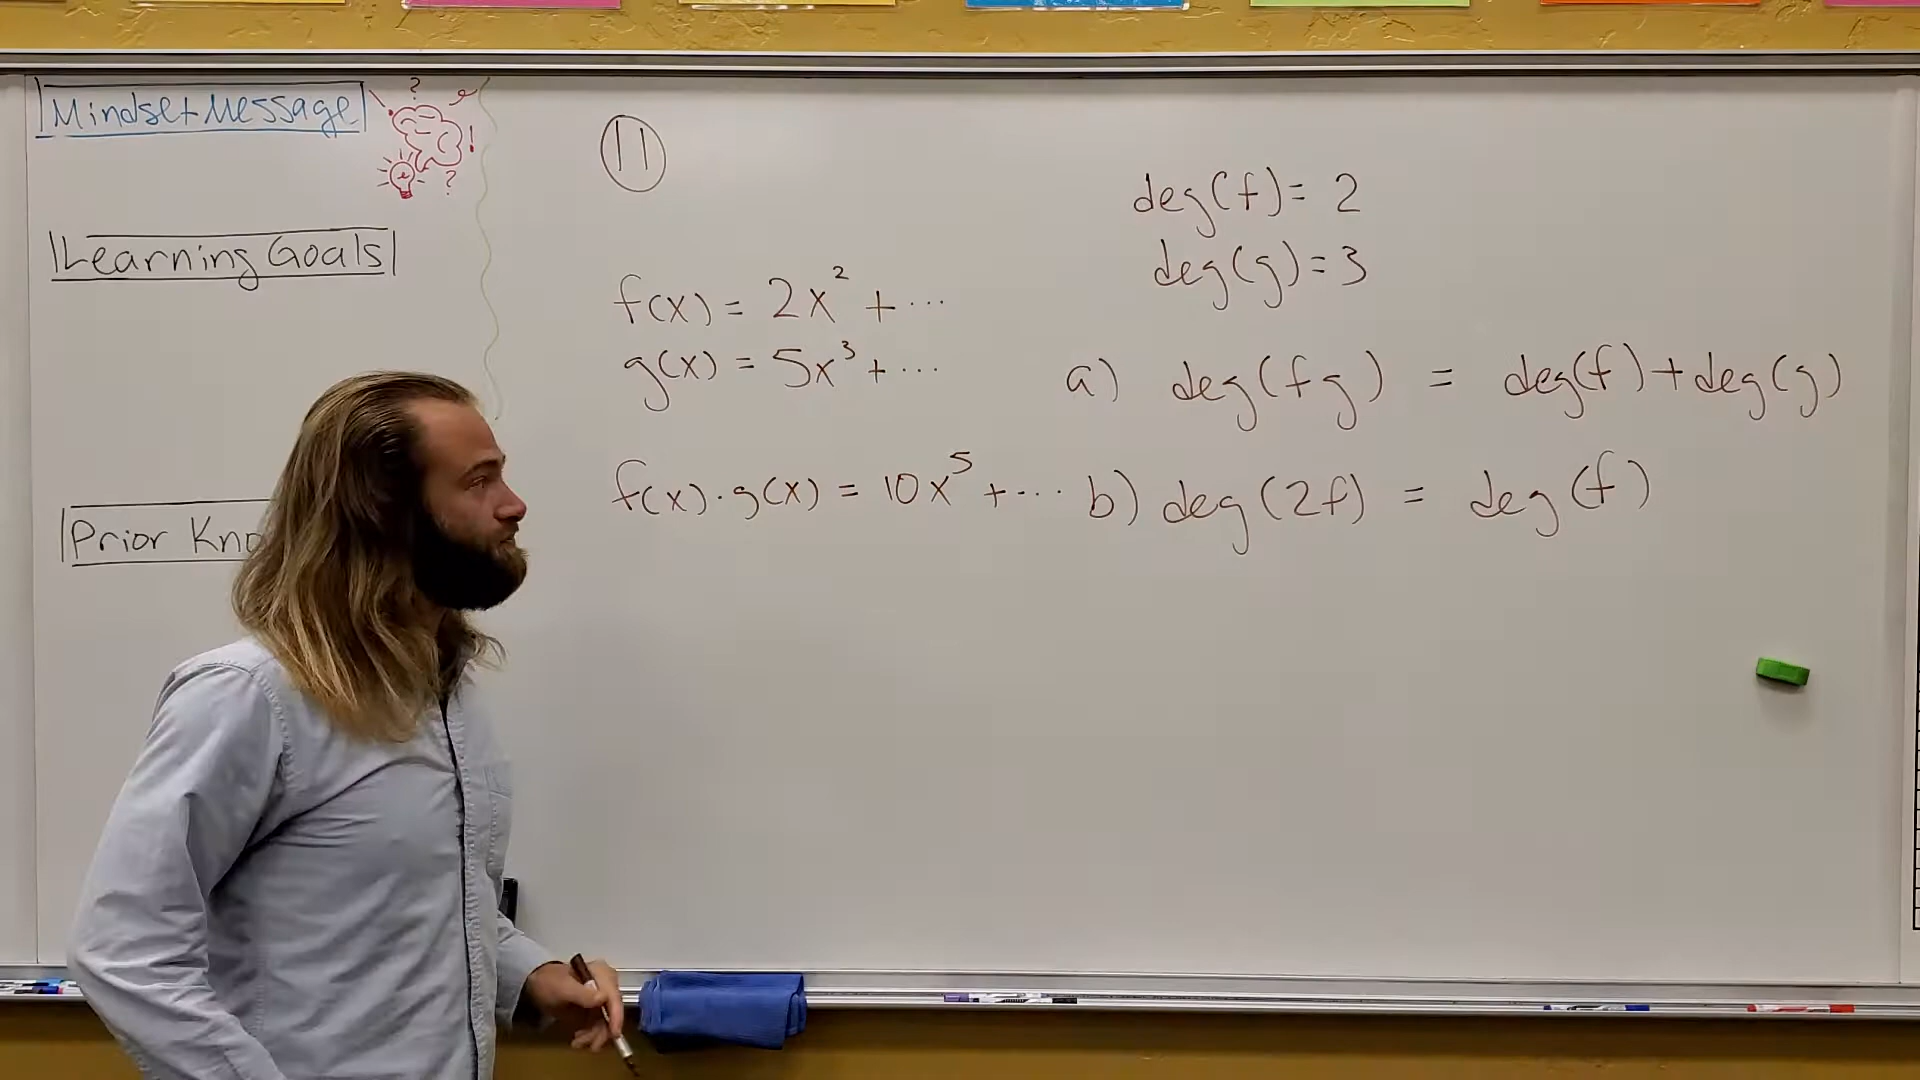 Mindset Message
? ! ?
Learning Goals
Prior Kno
11
f(x) = 2x² + ...
g(x) = 5x³ + ...
f(x)·g(x) = 10x⁵ + ...
deg(f) = 2
deg(g) = 3
a) deg(fg) = deg(f) + deg(g)
b) deg(2f) = deg(f)